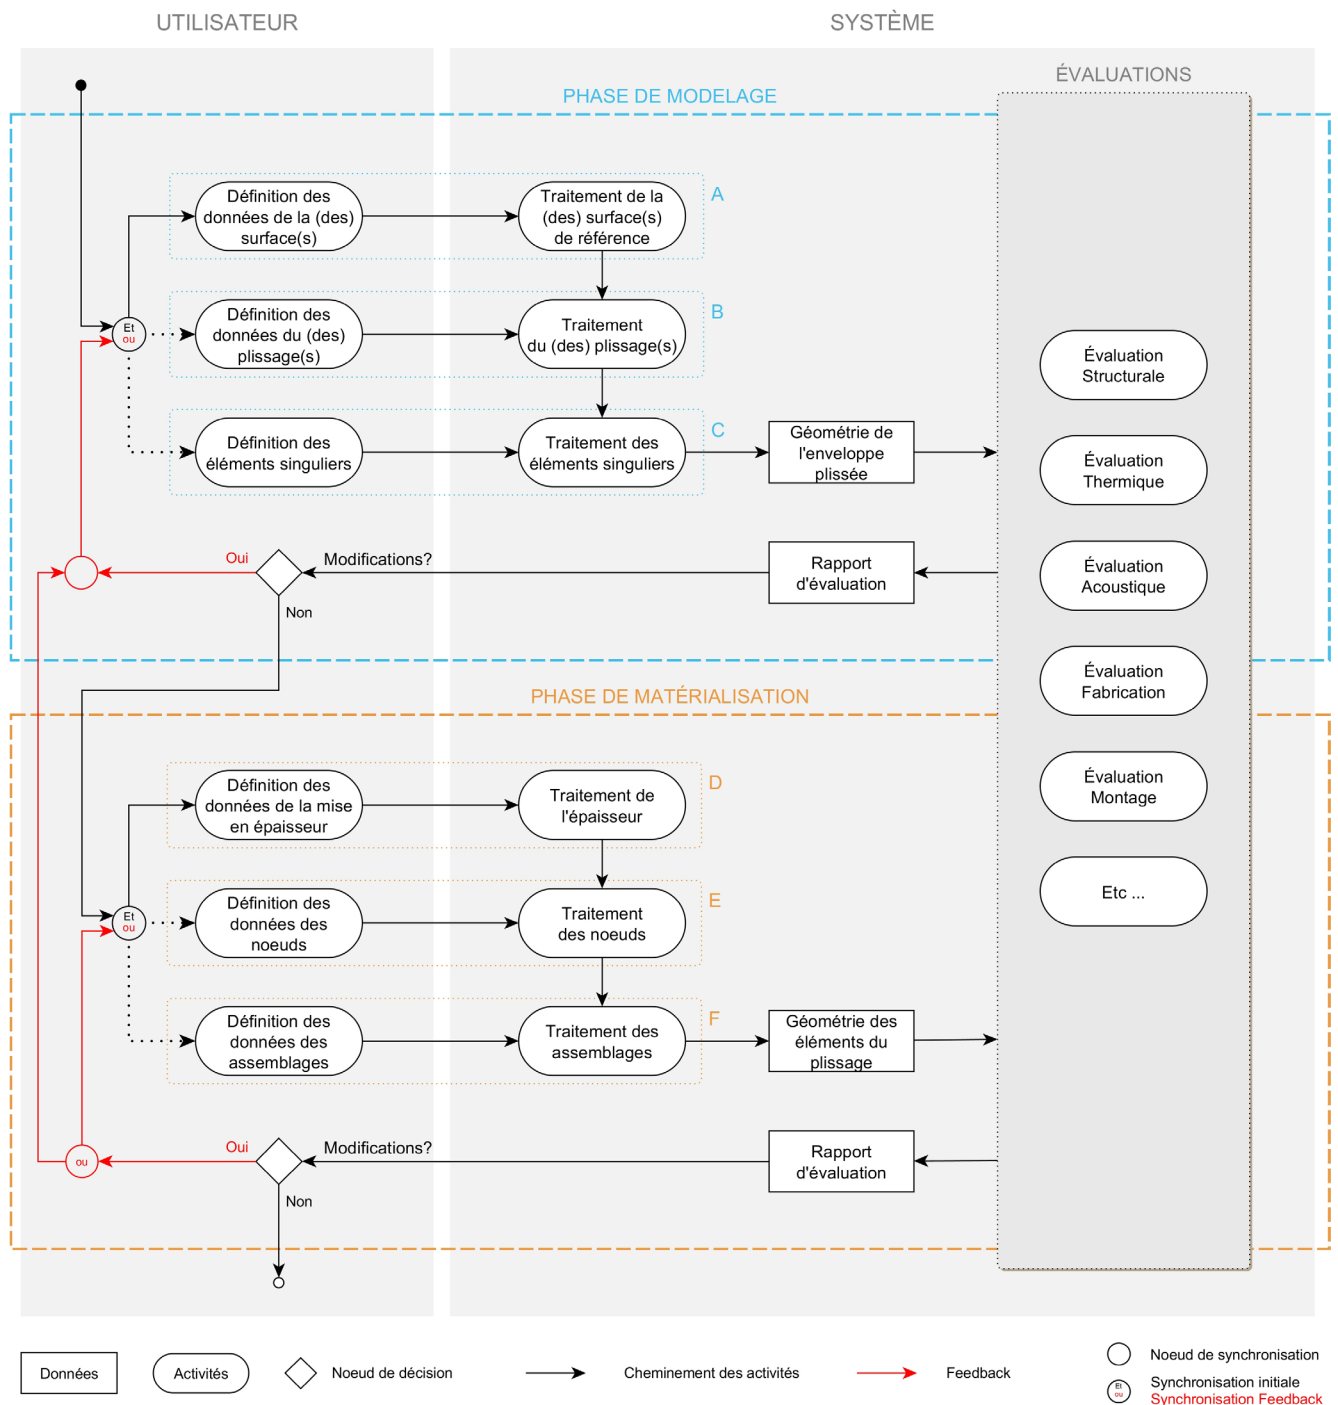 UTILISATEUR
SYSTÈME
ÉVALUATIONS
PHASE DE MODELAGE
Définition des
données de la (des)
surface(s)
Traitement de la
(des) surface(s)
de référence
A
Et
ou
Définition des
données du (des)
plissage(s)
Traitement
du (des) plissage(s)
B
Définition des
éléments singuliers
Traitement des
éléments singuliers
C
Géométrie de
l'enveloppe
plissée
Oui
Modifications?
Non
Rapport
d'évaluation
Évaluation
Structurale
Évaluation
Thermique
Évaluation
Acoustique
Évaluation
Fabrication
Évaluation
Montage
Etc ...
PHASE DE MATÉRIALISATION
Définition des
données de la mise
en épaisseur
Traitement de
l'épaisseur
D
Et
ou
Définition des
données des
noeuds
Traitement
des noeuds
E
Définition des
données des
assemblages
Traitement des
assemblages
F
Géométrie des
éléments du
plissage
ou
Oui
Modifications?
Non
Rapport
d'évaluation
Données
Activités
Noeud de décision
Cheminement des activités
Feedback
Noeud de synchronisation
Et
ou
Synchronisation initiale
Synchronisation Feedback